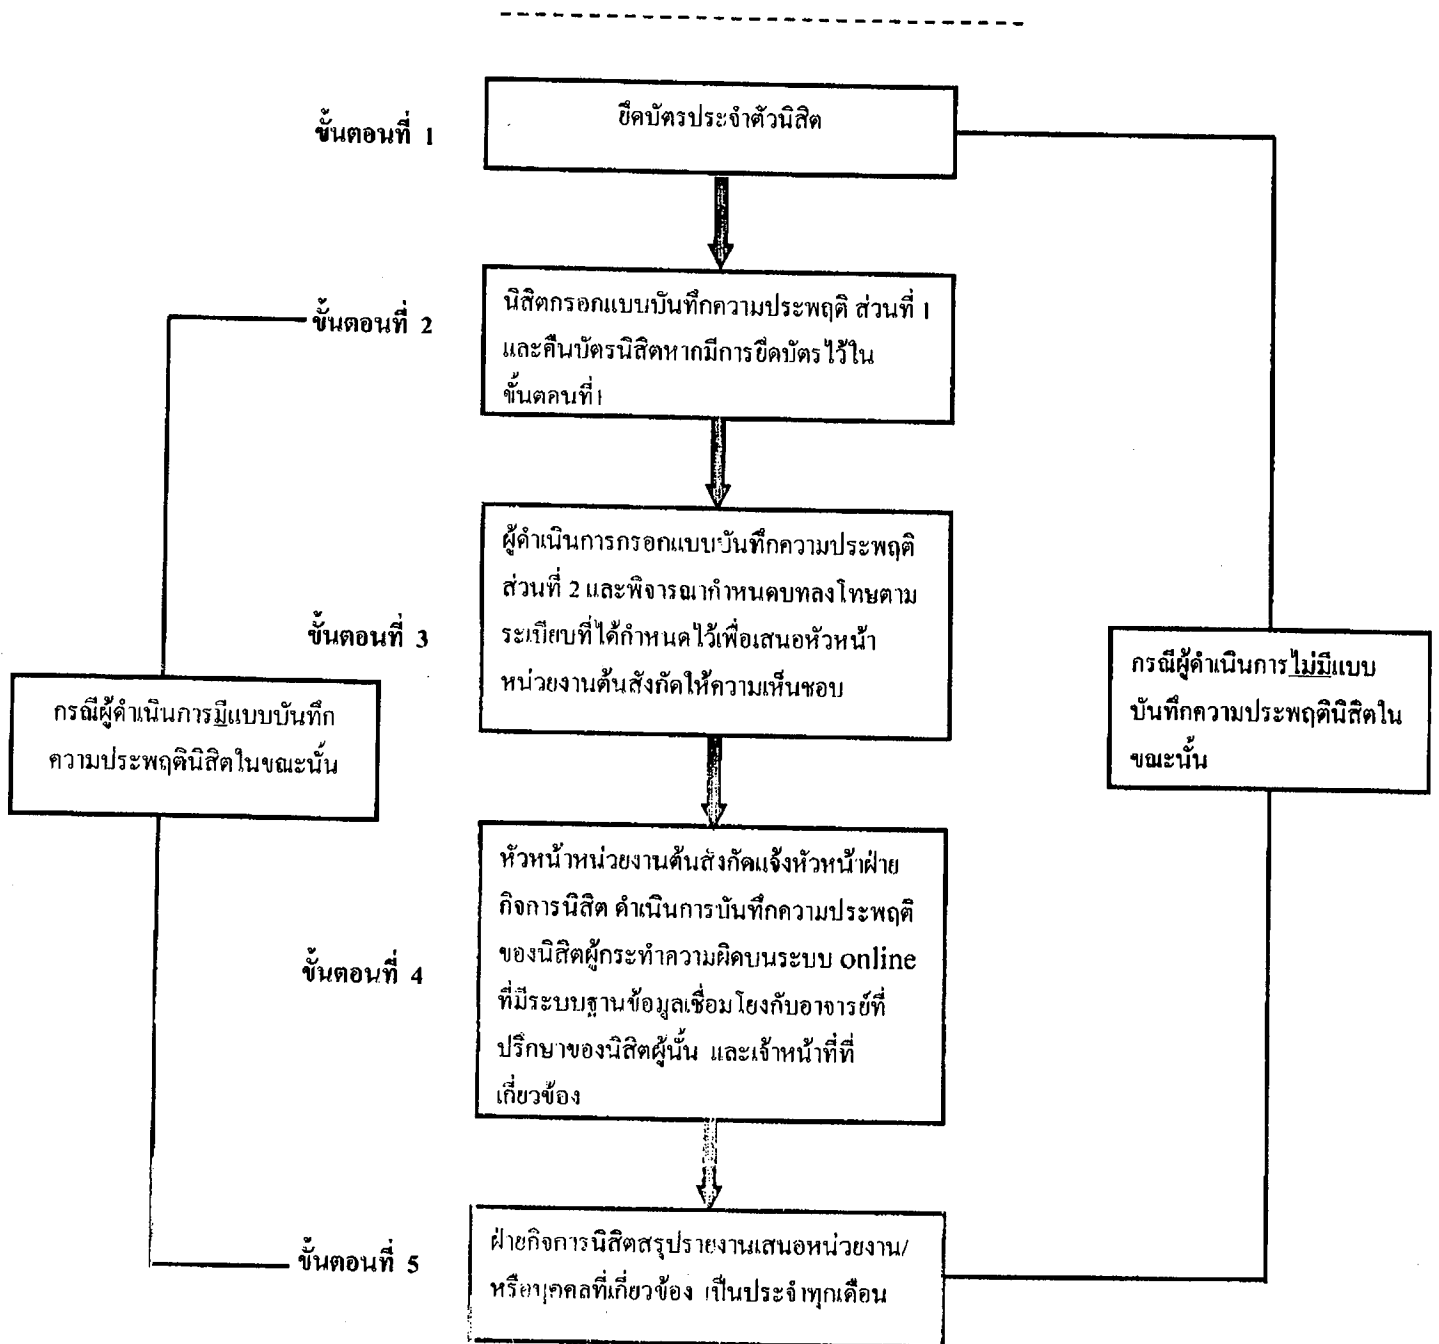 ขั้นตอนที่ 1
ยึดบัตรประจำตัวนิสิต
ขั้นตอนที่ 2
นิสิตกรอกแบบบันทึกความประพฤติ ส่วนที่ 1
และคืนบัตรนิสิตหากมีการยึดบัตรไว้ใน
ขั้นตอนที่1
ขั้นตอนที่ 3
ผู้ดำเนินการกรอกแบบบันทึกความประพฤติ
ส่วนที่ 2 และพิจารณากำหนดบทลงโทษตาม
ระเบียบที่ได้กำหนดไว้เพื่อเสนอหัวหน้า
หน่วยงานต้นสังกัดให้ความเห็นชอบ
กรณีผู้ดำเนินการมีแบบบันทึก
ความประพฤตินิสิตในขณะนั้น
กรณีผู้ดำเนินการไม่มีแบบ
บันทึกความประพฤตินิสิตใน
ขณะนั้น
ขั้นตอนที่ 4
หัวหน้าหน่วยงานต้นสังกัดแจ้งหัวหน้าฝ่าย
กิจการนิสิต ดำเนินการบันทึกความประพฤติ
ของนิสิตผู้กระทำความผิดบนระบบ online
ที่มีระบบฐานข้อมูลเชื่อมโยงกับอาจารย์ที่
ปรึกษาของนิสิตผู้นั้น และเจ้าหน้าที่ที่
เกี่ยวข้อง
ขั้นตอนที่ 5
ฝ่ายกิจการนิสิตสรุปรายงานเสนอหน่วยงาน/
หรือบุคคลที่เกี่ยวข้อง เป็นประจำทุกเดือน